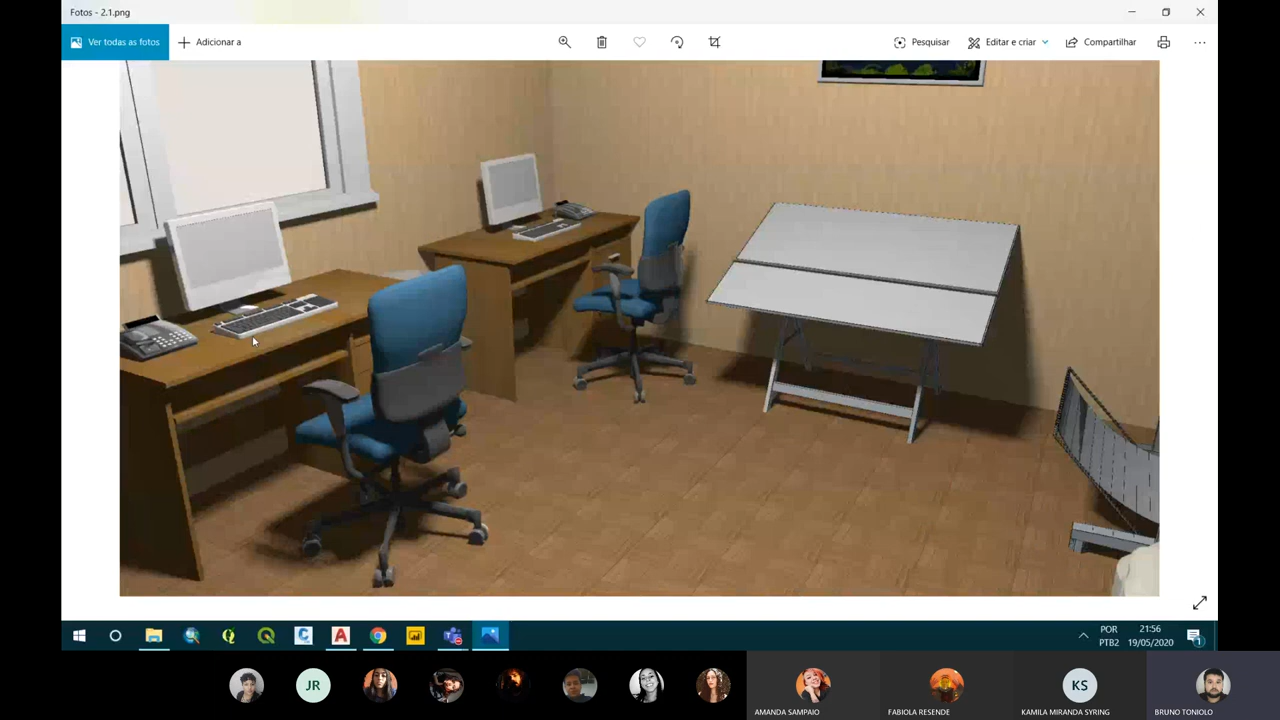 Fotos - 2.1.png
Ver todas as fotos
Adicionar a
Pesquisar
Editar e criar
Compartilhar
POR
PTB2
21:56
19/05/2020
1
JR
KS
AMANDA SAMPAIO
FABIOLA RESENDE
KAMILA MIRANDA SYRING
BRUNO TONIOLO